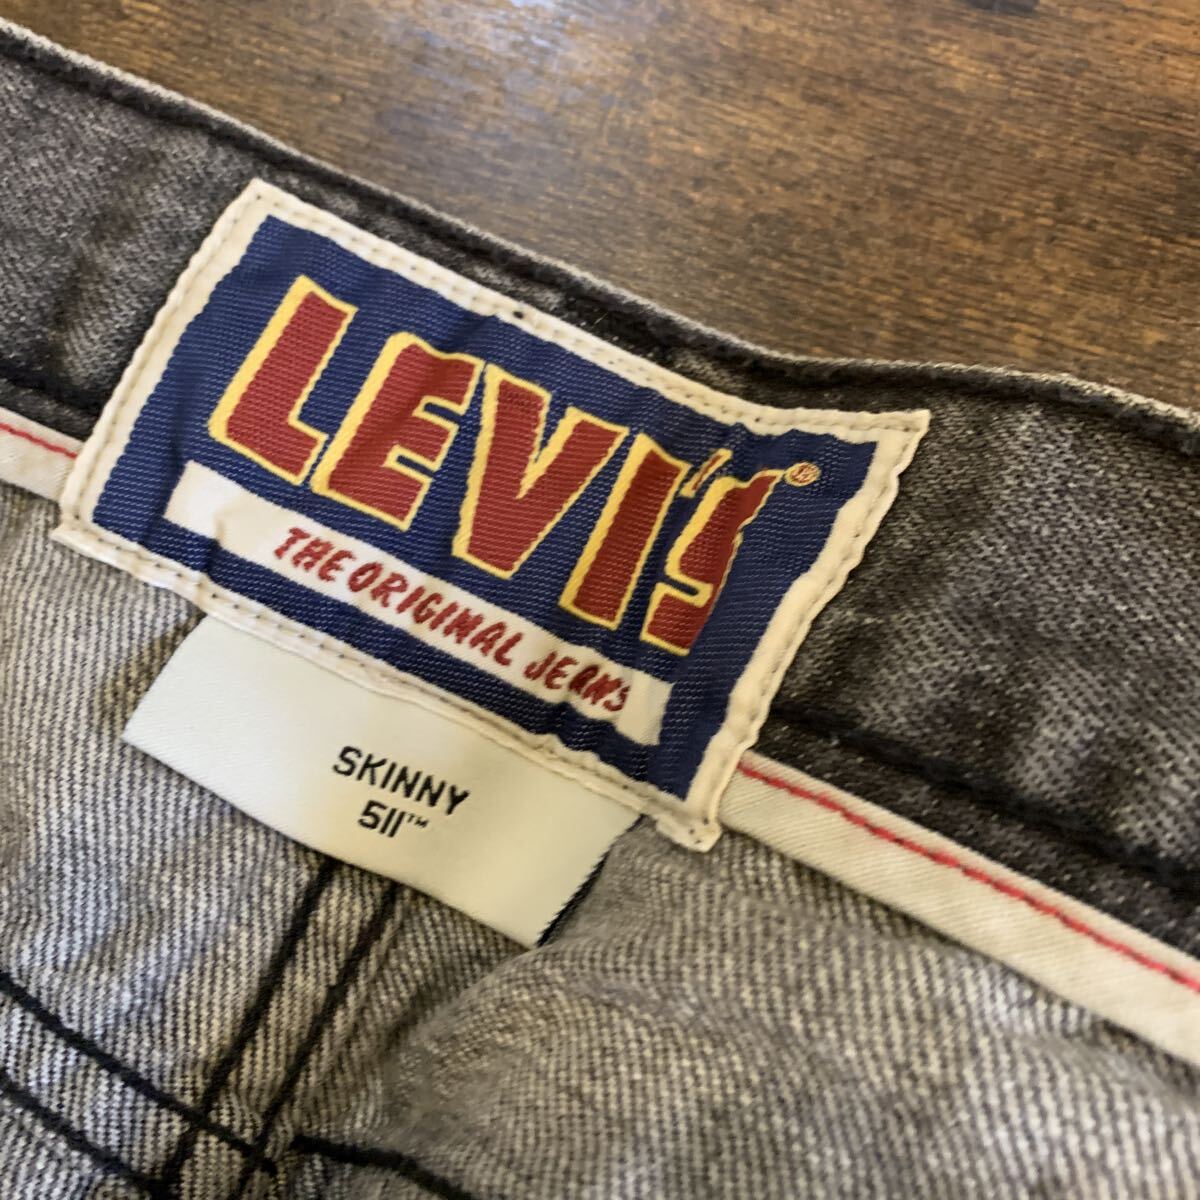 LEVI'S®
THE ORIGINAL JEANS
SKINNY
511™